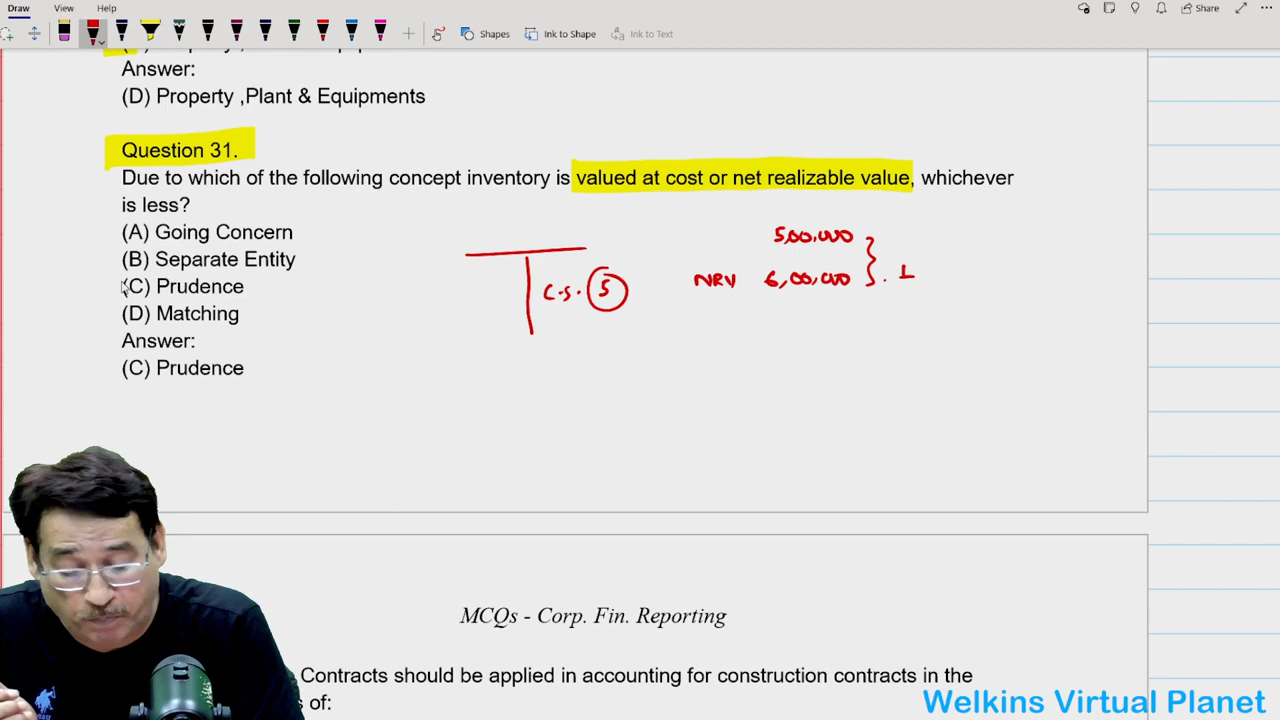 Draw View Help Share
Shapes Ink to Shape Ink to Text
Answer:
(D) Property ,Plant & Equipments
Question 31.
Due to which of the following concept inventory is valued at cost or net realizable value, whichever
is less?
(A) Going Concern
(B) Separate Entity
(C) Prudence
(D) Matching
Answer:
(C) Prudence
5,00,000
NRV 6,00,000
. 1
C.S. 5
MCQs - Corp. Fin. Reporting
Contracts should be applied in accounting for construction contracts in the
of:
Welkins Virtual Planet